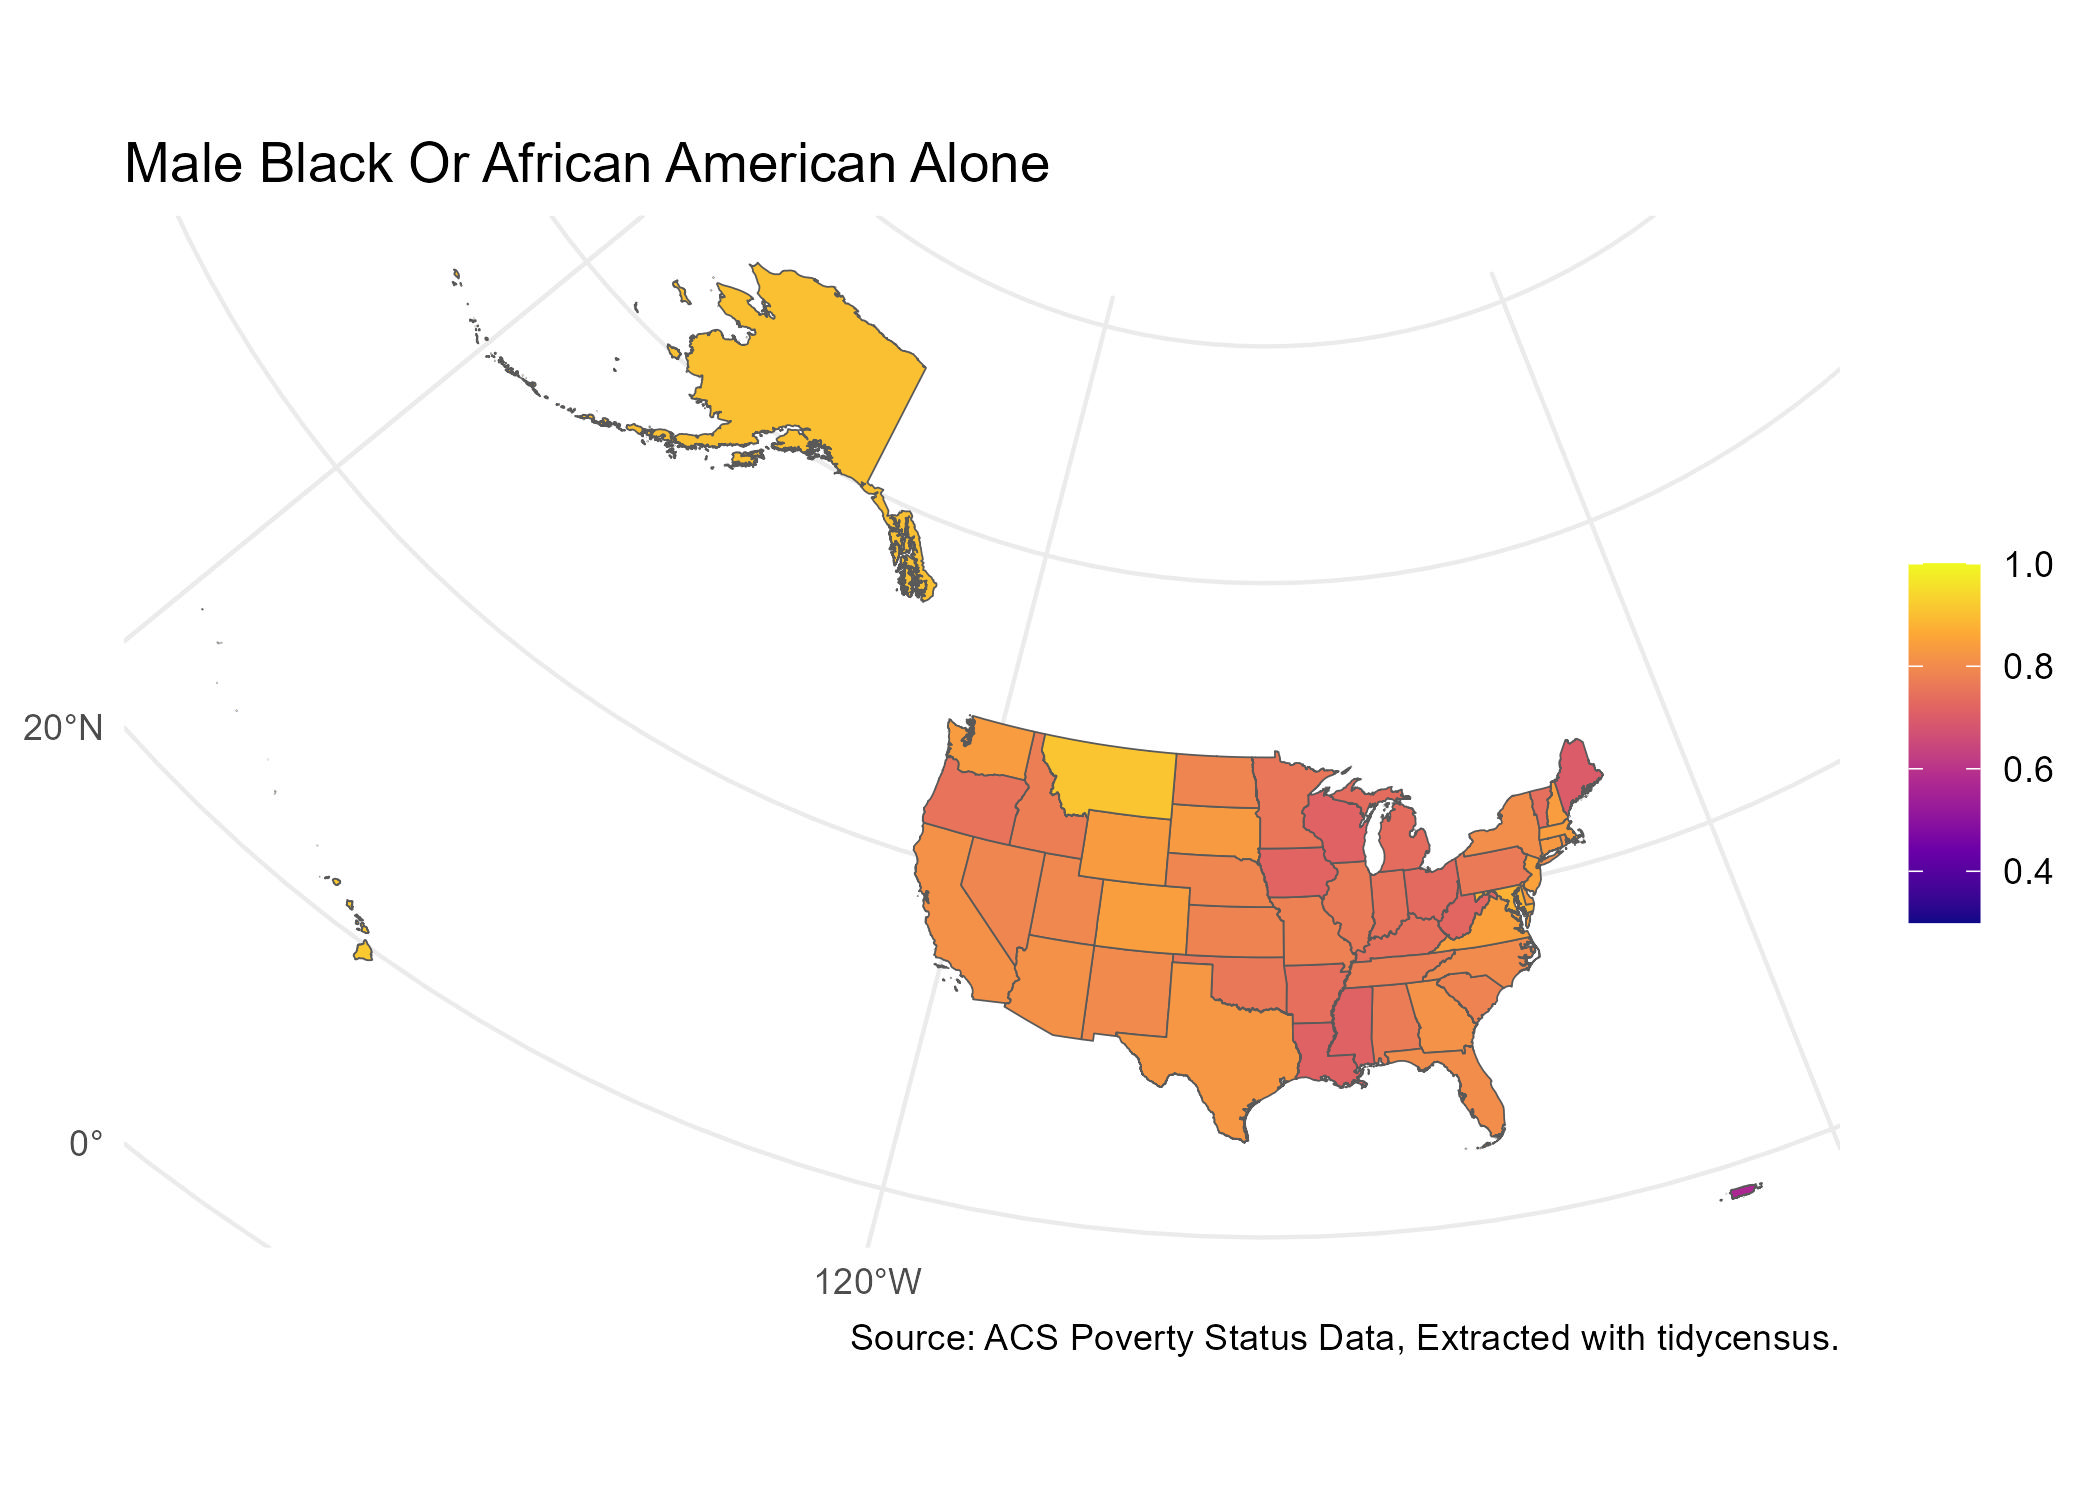 Male Black Or African American Alone
1.0
0.8
0.6
0.4
20°N
0°
120°W
Source: ACS Poverty Status Data, Extracted with tidycensus.